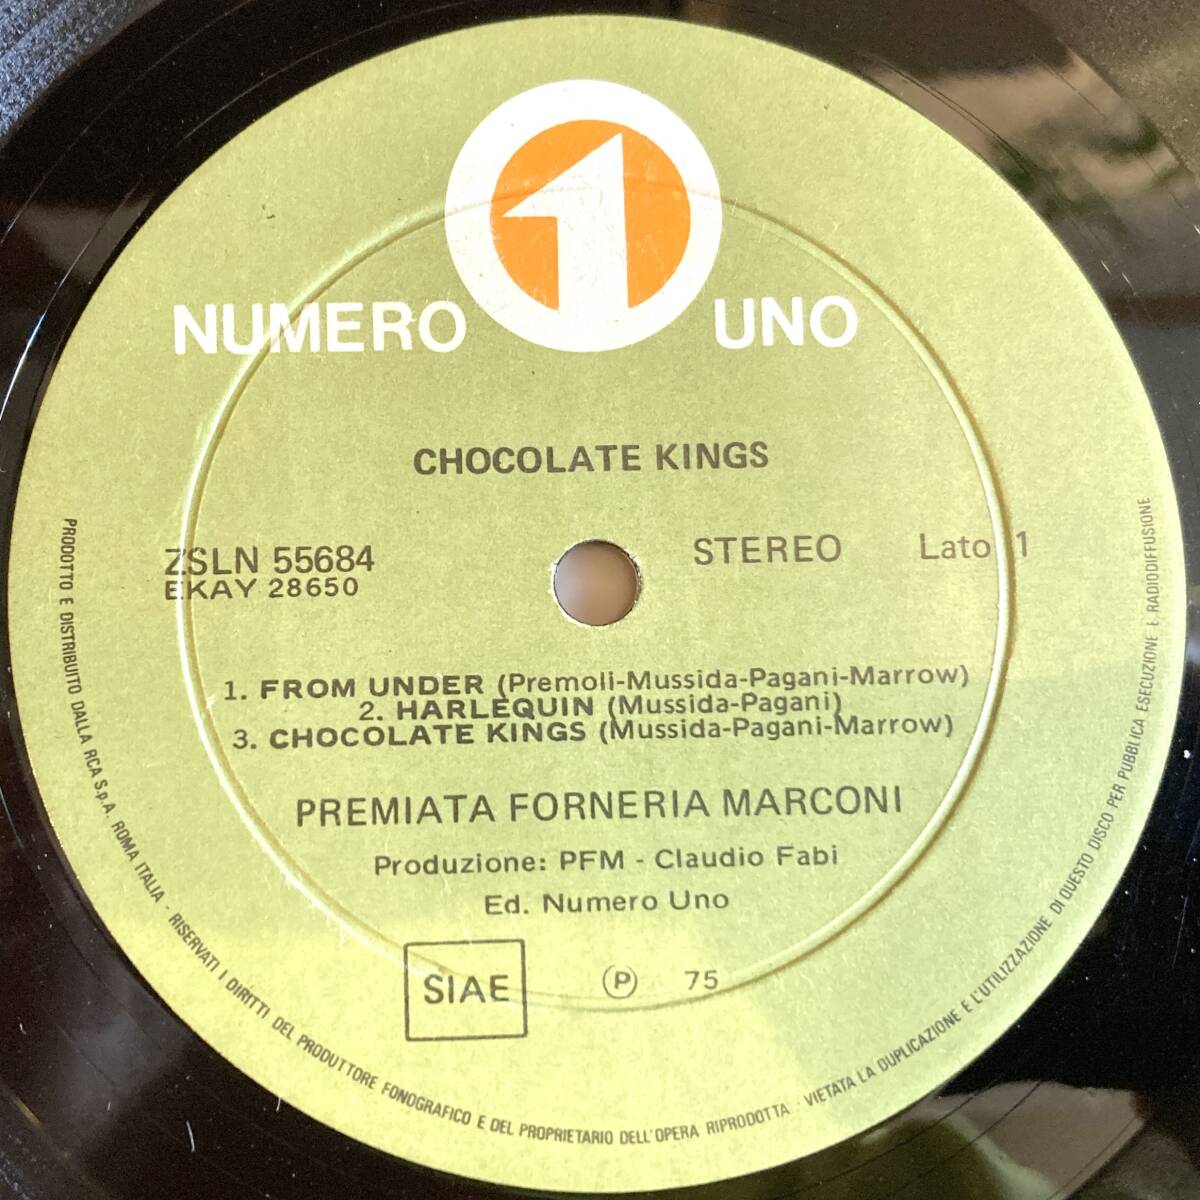 1
NUMERO UNO
CHOCOLATE KINGS
ZSLN 55684 STEREO Lato 1
EKAY 28650
1. FROM UNDER (Premoli-Mussida-Pagani-Marrow)
2. HARLEQUIN (Mussida-Pagani)
3. CHOCOLATE KINGS (Mussida-Pagani-Marrow)
PREMIATA FORNERIA MARCONI
Produzione: PFM - Claudio Fabi
Ed. Numero Uno
SIAE Ⓟ 75
PRODOTTO E DISTRIBUITO DALLA RCA S.p.A. ROMA ITALIA - RISERVATI I DIRITTI DEL PRODUTTORE FONOGRAFICO E DEL PROPRIETARIO DELL'OPERA RIPRODOTTA - VIETATA LA DUPLICAZIONE E L'UTILIZZAZIONE DI QUESTO DISCO PER PUBBLICA ESECUZIONE E RADIODIFFUSIONE